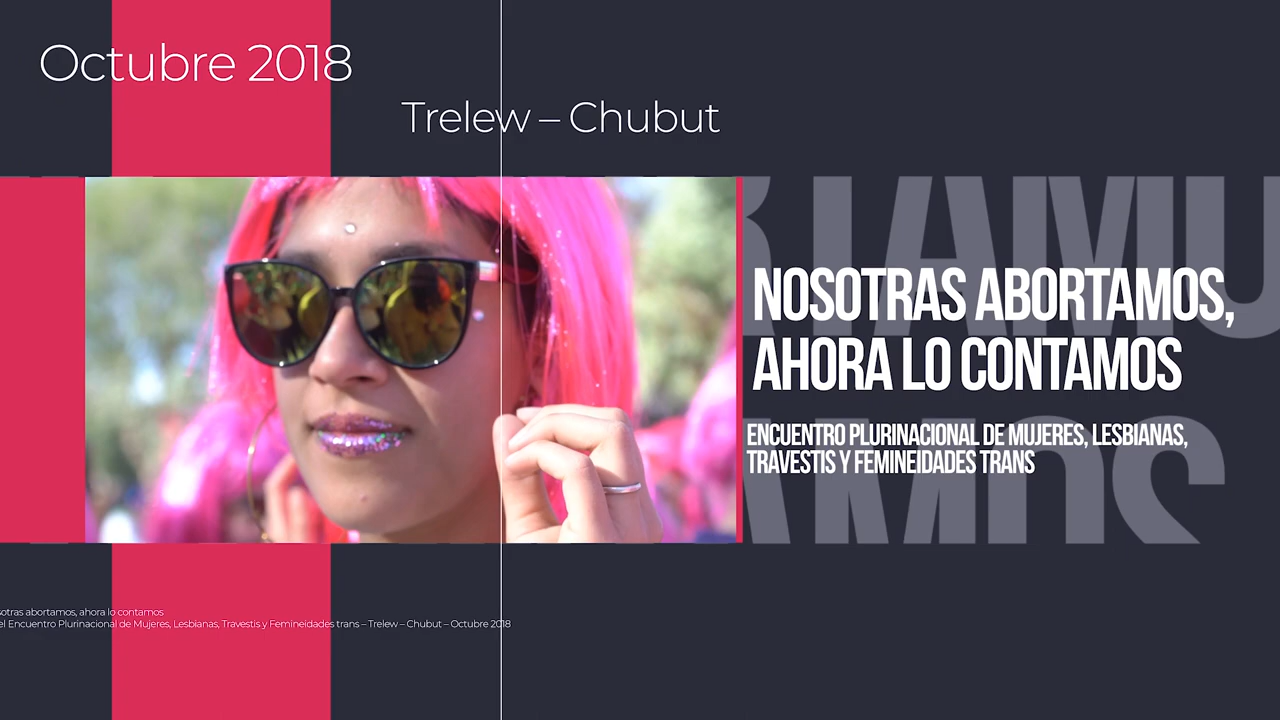 Octubre 2018
Trelew – Chubut
NOSOTRAS ABORTAMOS,
AHORA LO CONTAMOS
ENCUENTRO PLURINACIONAL DE MUJERES, LESBIANAS,
TRAVESTIS Y FEMINEIDADES TRANS
sotras abortamos, ahora lo contamos
el Encuentro Plurinacional de Mujeres, Lesbianas, Travestis y Femineidades trans – Trelew – Chubut – Octubre 2018